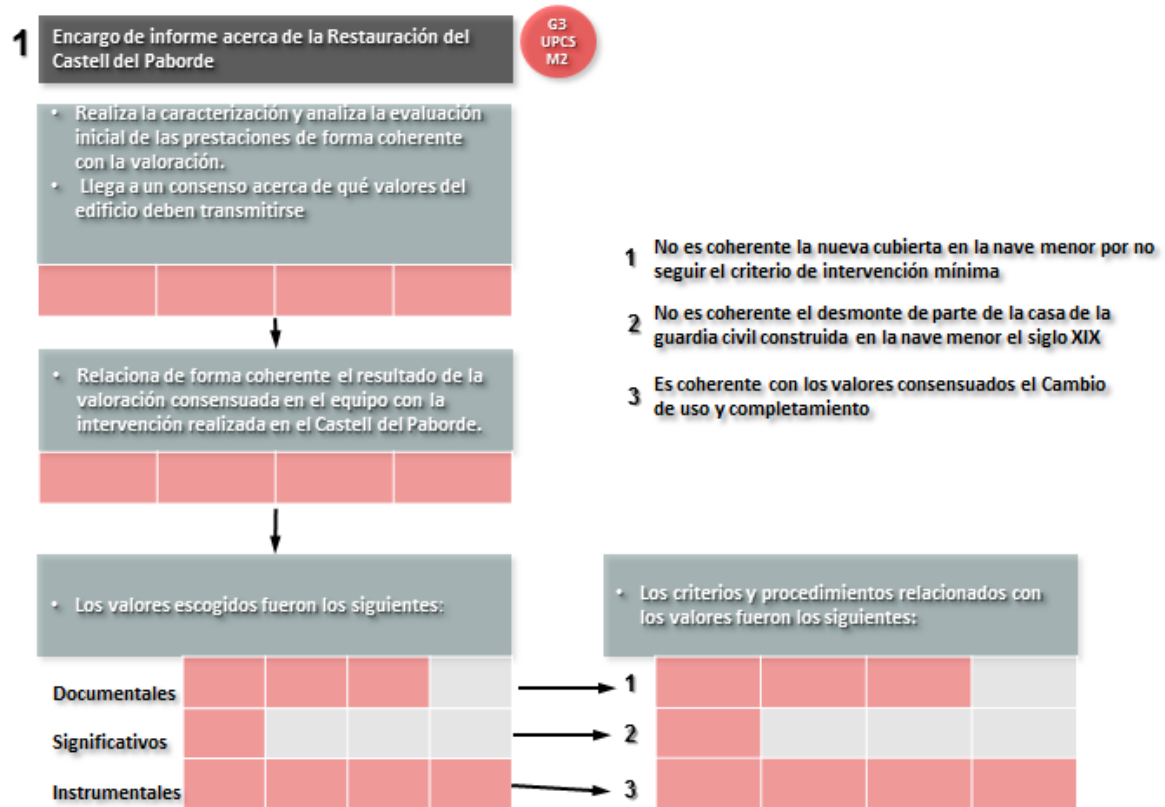 1
Encargo de informe acerca de la Restauración del
Castell del Paborde
G3
UPCS
M2
• Realiza la caracterización y analiza la evaluación
inicial de las prestaciones de forma coherente
con la valoración.
• Llega a un consenso acerca de qué valores del
edificio deben transmitirse
1 No es coherente la nueva cubierta en la nave menor por no
seguir el criterio de intervención mínima
2 No es coherente el desmonte de parte de la casa de la
guardia civil construida en la nave menor el siglo XIX
3 Es coherente con los valores consensuados el Cambio
de uso y completamiento
• Relaciona de forma coherente el resultado de la
valoración consensuada en el equipo con la
intervención realizada en el Castell del Paborde.
• Los valores escogidos fueron los siguientes:
• Los criterios y procedimientos relacionados con
los valores fueron los siguientes:
Documentales 1
Significativos 2
Instrumentales 3